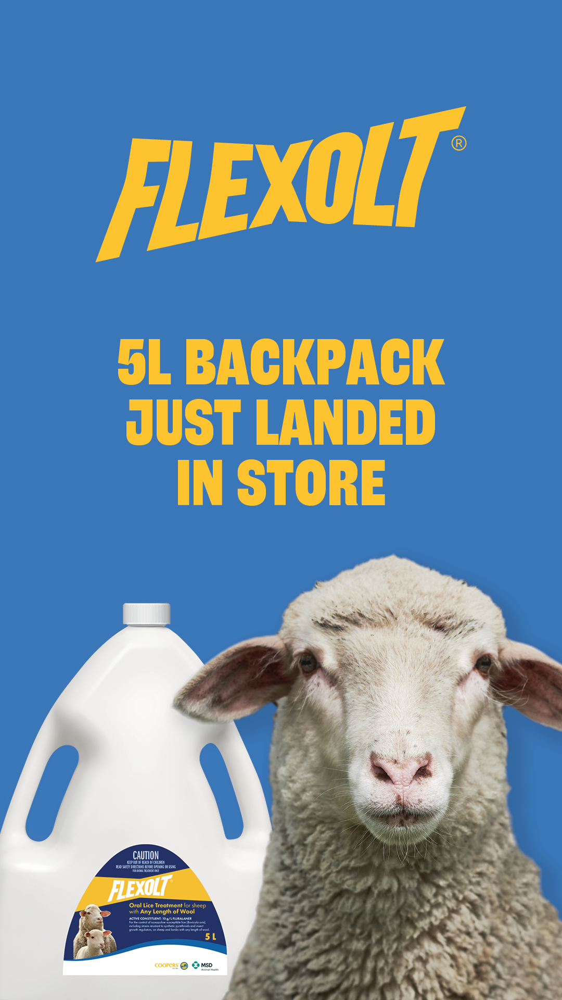 FLEXOLT®
5L BACKPACK
JUST LANDED
IN STORE
CAUTION
KEEP OUT OF REACH OF CHILDREN
READ SAFETY DIRECTIONS BEFORE OPENING OR USING
FOR ANIMAL TREATMENT ONLY
FLEXOLT®
Oral Lice Treatment for sheep
with Any Length of Wool
ACTIVE CONSTITUENT: 10 g/L FLURALANER
For the control of isoxazoline-susceptible lice (Bovicola ovis),
including strains resistant to synthetic pyrethroids and insect
growth regulators, on sheep and lambs with any length of wool.
5 L
COOPERS®
MSD
Animal Health